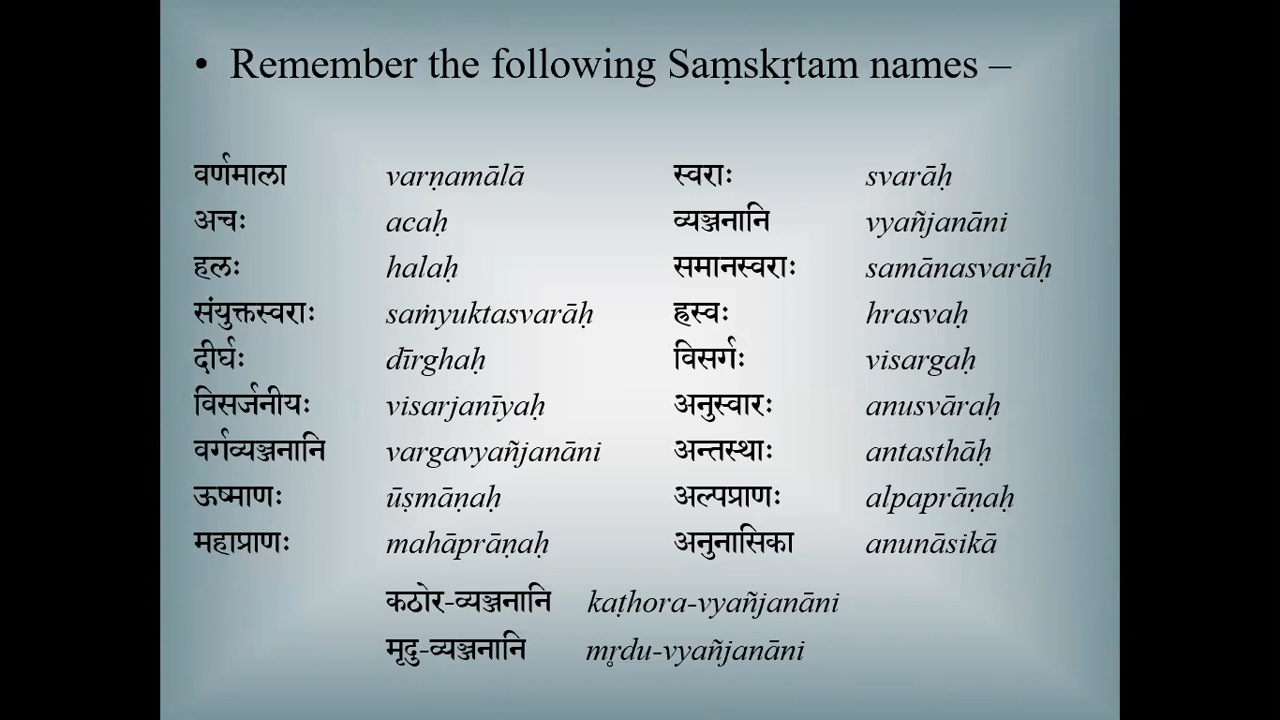 • Remember the following Saṃskṛtam names –
वर्णमाला varṇamālā स्वराः svarāḥ
अचः acaḥ व्यञ्जनानि vyañjanāni
हलः halaḥ समानस्वराः samānasvarāḥ
संयुक्तस्वराः saṁyuktasvarāḥ ह्रस्वः hrasvaḥ
दीर्घः dīrghaḥ विसर्गः visargaḥ
विसर्जनीयः visarjanīyaḥ अनुस्वारः anusvāraḥ
वर्गव्यञ्जनानि vargavyañjanāni अन्तस्थाः antasthāḥ
ऊष्माणः ūṣmāṇaḥ अल्पप्राणः alpaprāṇaḥ
महाप्राणः mahāprāṇaḥ अनुनासिका anunāsikā
कठोर-व्यञ्जनानि kaṭhora-vyañjanāni
मृदु-व्यञ्जनानि mr̥du-vyañjanāni